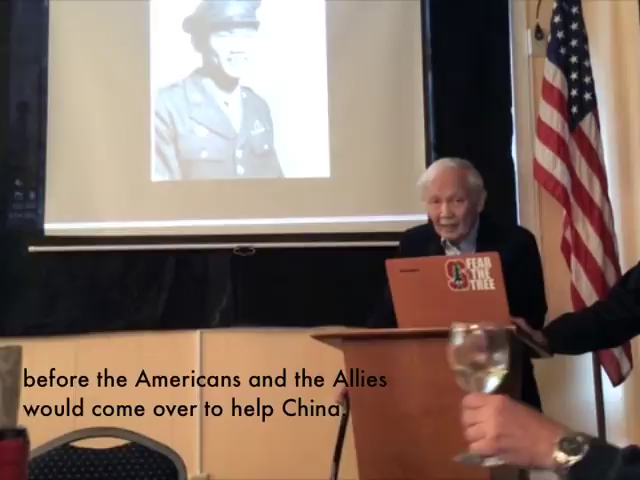 FEAR
THE
TREE
before the Americans and the Allies
would come over to help China.